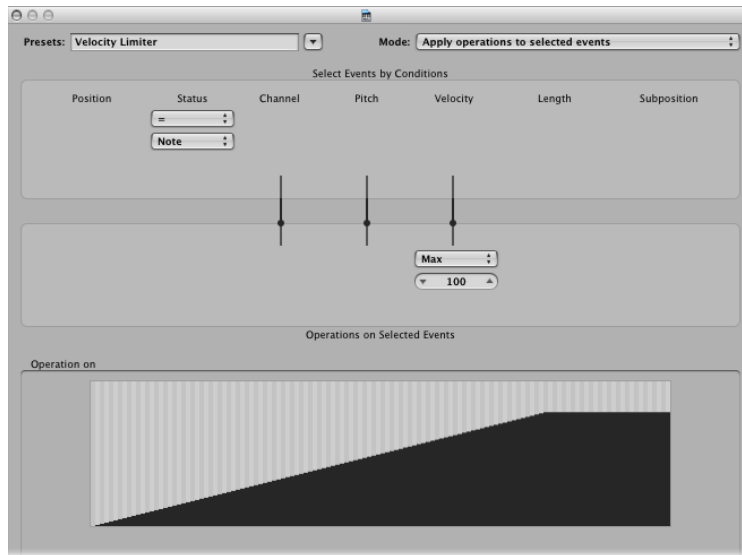 Presets: Velocity Limiter Mode: Apply operations to selected events
Select Events by Conditions
Position Status Channel Pitch Velocity Length Subposition
=
Note
Max
100
Operations on Selected Events
Operation on